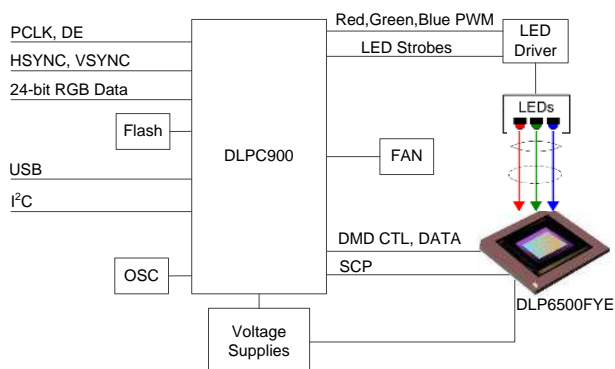 PCLK, DE
HSYNC, VSYNC
24-bit RGB Data
Flash
USB
I²C
OSC
DLPC900
Voltage
Supplies
Red,Green,Blue PWM
LED Strobes
LED
Driver
LEDs
FAN
DMD CTL, DATA
SCP
DLP6500FYE